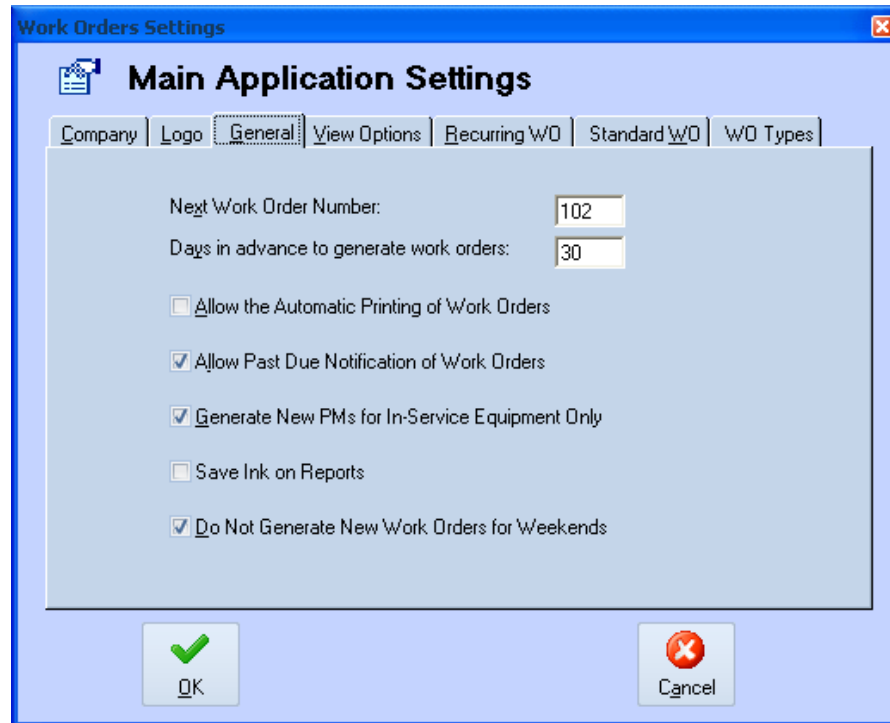 Work Orders Settings
Main Application Settings
Company Logo General View Options Recurring WO Standard WO WO Types
Next Work Order Number: 102
Days in advance to generate work orders: 30
Allow the Automatic Printing of Work Orders
Allow Past Due Notification of Work Orders
Generate New PMs for In-Service Equipment Only
Save Ink on Reports
Do Not Generate New Work Orders for Weekends
OK Cancel